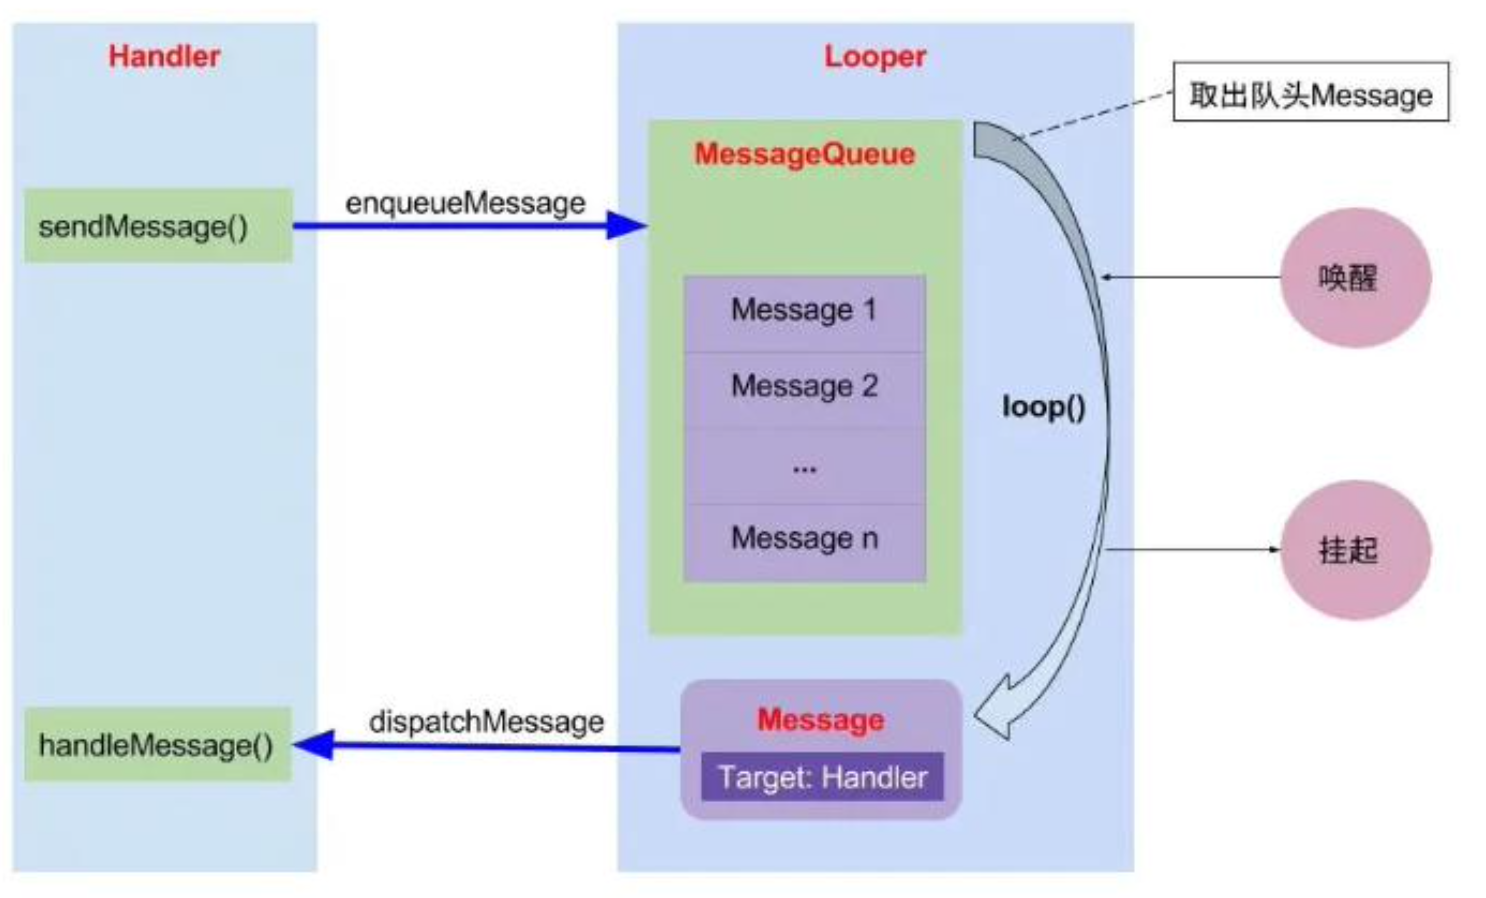 Handler
Looper
取出队头Message
MessageQueue
sendMessage()
enqueueMessage
唤醒
Message 1
Message 2
...
Message n
loop()
挂起
handleMessage()
dispatchMessage
Message
Target: Handler